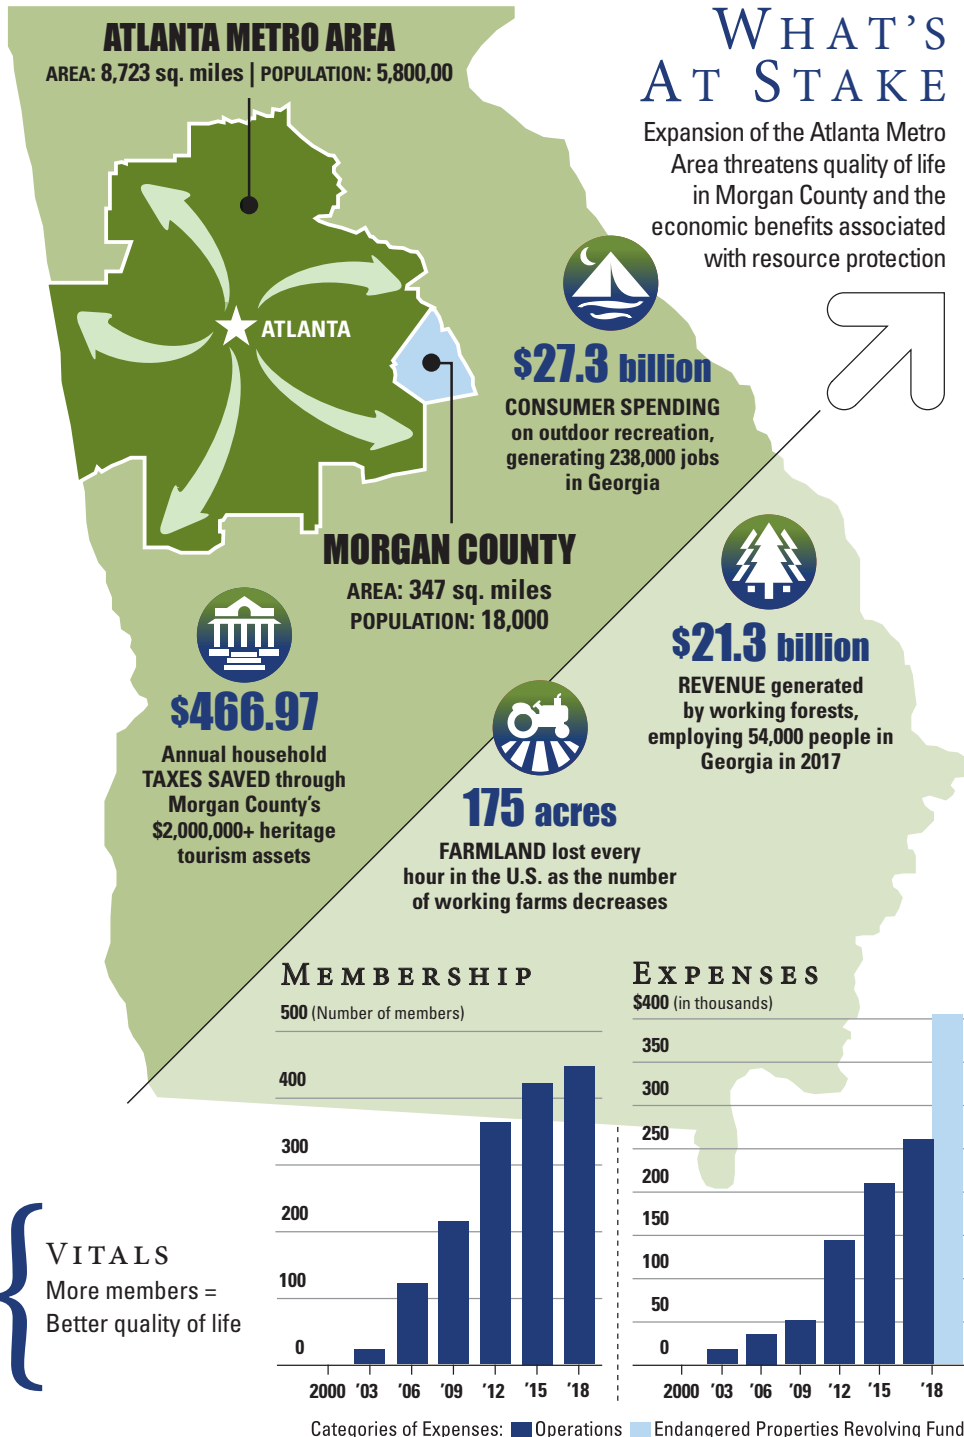 ATLANTA METRO AREA
AREA: 8,723 sq. miles | POPULATION: 5,800,00
WHAT'S
AT STAKE
Expansion of the Atlanta Metro
Area threatens quality of life
in Morgan County and the
economic benefits associated
with resource protection
ATLANTA
$27.3 billion
CONSUMER SPENDING
on outdoor recreation,
generating 238,000 jobs
in Georgia
MORGAN COUNTY
AREA: 347 sq. miles
POPULATION: 18,000
$21.3 billion
REVENUE generated
by working forests,
employing 54,000 people in
Georgia in 2017
$466.97
Annual household
TAXES SAVED through
Morgan County's
$2,000,000+ heritage
tourism assets
175 acres
FARMLAND lost every
hour in the U.S. as the number
of working farms decreases
VITALS
More members =
Better quality of life
MEMBERSHIP
500 (Number of members)
400
300
200
100
0
2000 '03 '06 '09 '12 '15 '18
EXPENSES
$400 (in thousands)
350
300
250
200
150
100
50
0
2000 '03 '06 '09 '12 '15 '18
Categories of Expenses: Operations Endangered Properties Revolving Fund